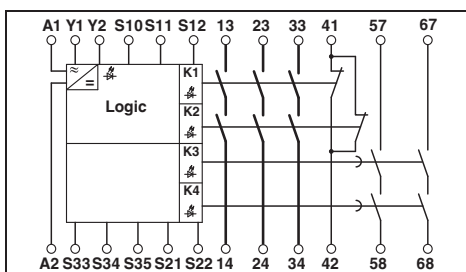 A1 Y1 Y2 S10 S11 S12 13 23 33 41 57 67
K1
Logic
K2
K3
K4
A2 S33 S34 S35 S21 S22 14 24 34 42 58 68